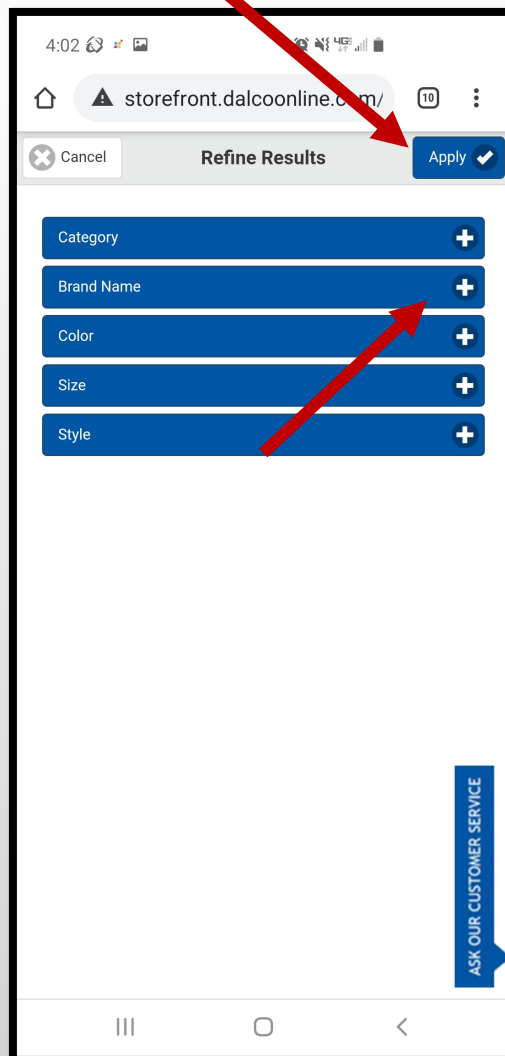 4:02 4G
storefront.dalcoonline.com/ 10
Cancel Refine Results Apply
Category
Brand Name
Color
Size
Style
ASK OUR CUSTOMER SERVICE